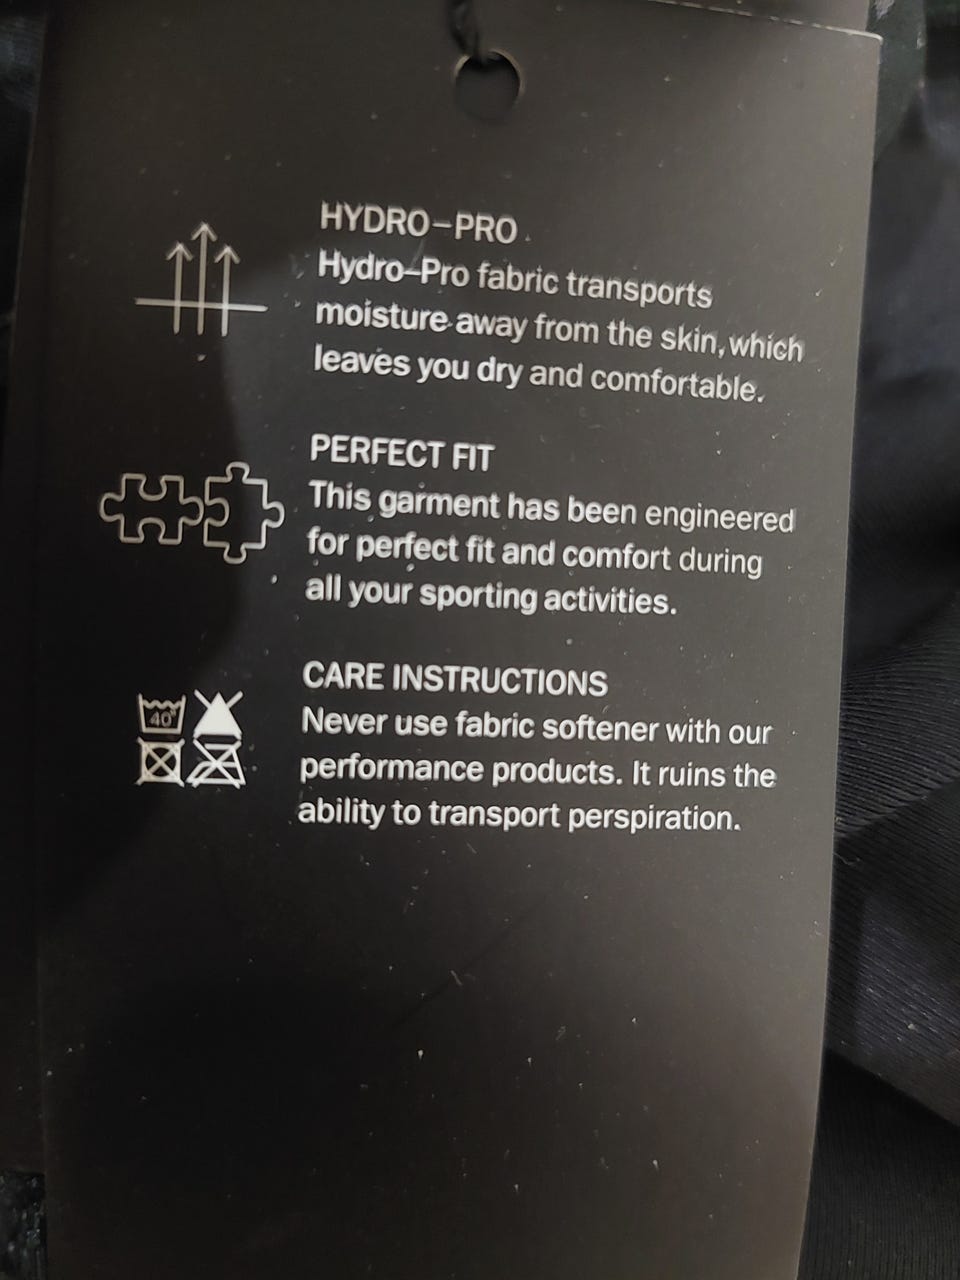 HYDRO-PRO
Hydro-Pro fabric transports
moisture away from the skin, which
leaves you dry and comfortable.
PERFECT FIT
This garment has been engineered
for perfect fit and comfort during
all your sporting activities.
CARE INSTRUCTIONS
40°
Never use fabric softener with our
performance products. It ruins the
ability to transport perspiration.